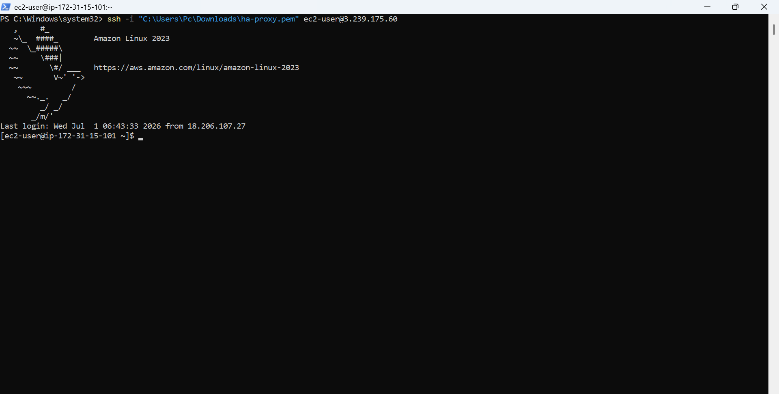 ec2-user@ip-172-31-15-101:~
PS C:\Windows\system32> ssh -i "C:\Users\Pc\Downloads\ha-proxy.pem" ec2-user@3.239.175.60
   ,     #_
   ~\_  ####_        Amazon Linux 2023
  ~~  \_#####\
  ~~     \###|
  ~~       \#/ ___   https://aws.amazon.com/linux/amazon-linux-2023
   ~~       V~' '->
    ~~~         /
      ~~._.   _/
         _/ _/
       _/m/'
Last login: Wed Jul  1 06:43:33 2026 from 18.206.107.27
[ec2-user@ip-172-31-15-101 ~]$